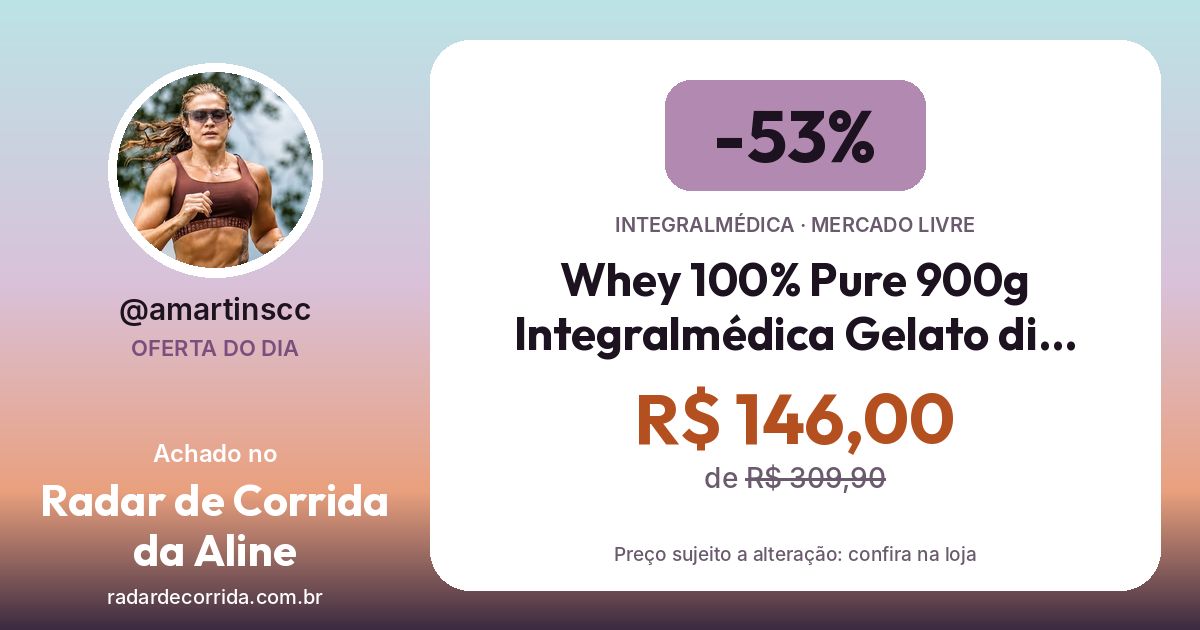 @amartinscc
OFERTA DO DIA
Achado no
Radar de Corrida
da Aline
radardecorrida.com.br
-53%
INTEGRALMÉDICA · MERCADO LIVRE
Whey 100% Pure 900g
Integralmédica Gelato di...
R$ 146,00
de R$ 309,90
Preço sujeito a alteração: confira na loja